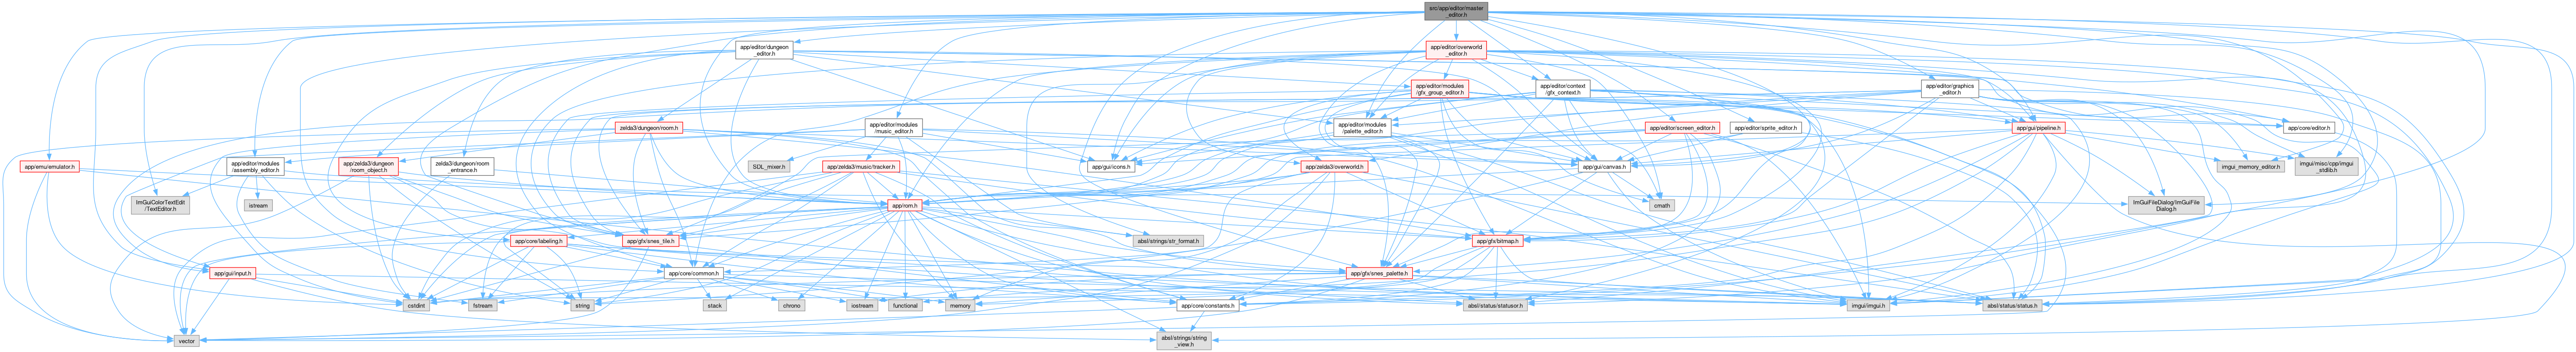 src/app/editor/master
_editor.h
app/editor/dungeon
_editor.h
app/editor/overworld
_editor.h
app/editor/modules
/gfx_group_editor.h
app/editor/context
/gfx_context.h
app/editor/graphics
_editor.h
zelda3/dungeon/room.h
app/editor/modules
/music_editor.h
app/editor/modules
/palette_editor.h
app/editor/screen_editor.h
app/editor/sprite_editor.h
app/gui/pipeline.h
app/core/editor.h
app/emu/emulator.h
app/editor/modules
/assembly_editor.h
app/zelda3/dungeon
/room_object.h
zelda3/dungeon/room
_entrance.h
SDL_mixer.h
app/zelda3/music/tracker.h
app/gui/icons.h
app/zelda3/overworld.h
app/gui/canvas.h
imgui_memory_editor.h
imgui/misc/cpp/imgui
_stdlib.h
ImGuiColorTextEdit
/TextEditor.h
istream
app/rom.h
cmath
ImGuiFileDialog/ImGuiFile
Dialog.h
app/core/labeling.h
app/gfx/snes_tile.h
absl/strings/str_format.h
app/gfx/bitmap.h
app/gui/input.h
app/core/common.h
app/gfx/snes_palette.h
cstdint
fstream
string
stack
chrono
iostream
functional
memory
app/core/constants.h
absl/status/statusor.h
imgui/imgui.h
absl/status/status.h
vector
absl/strings/string
_view.h